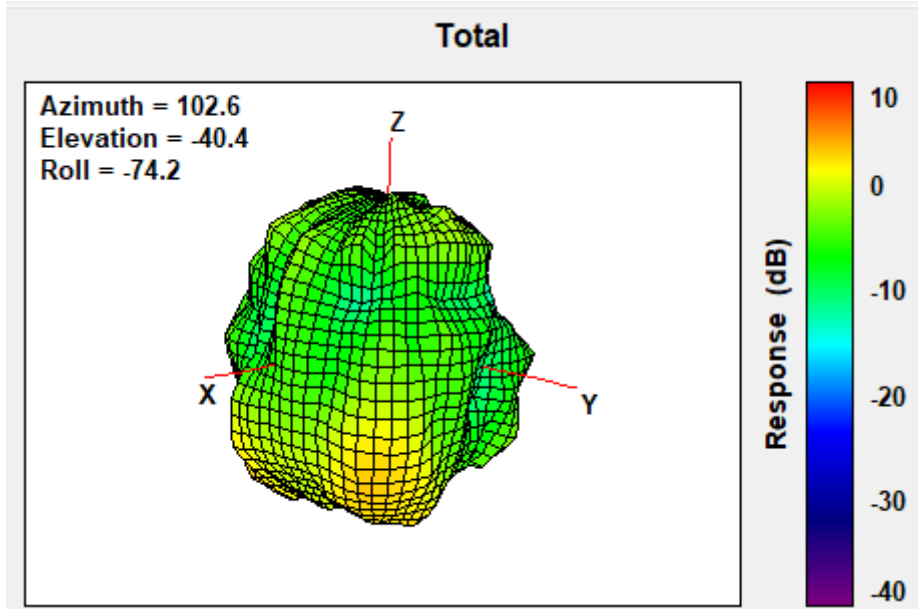 Total
Azimuth = 102.6
Elevation = -40.4
Roll = -74.2
Z
X
Y
10
0
-10
-20
-30
-40
Response (dB)